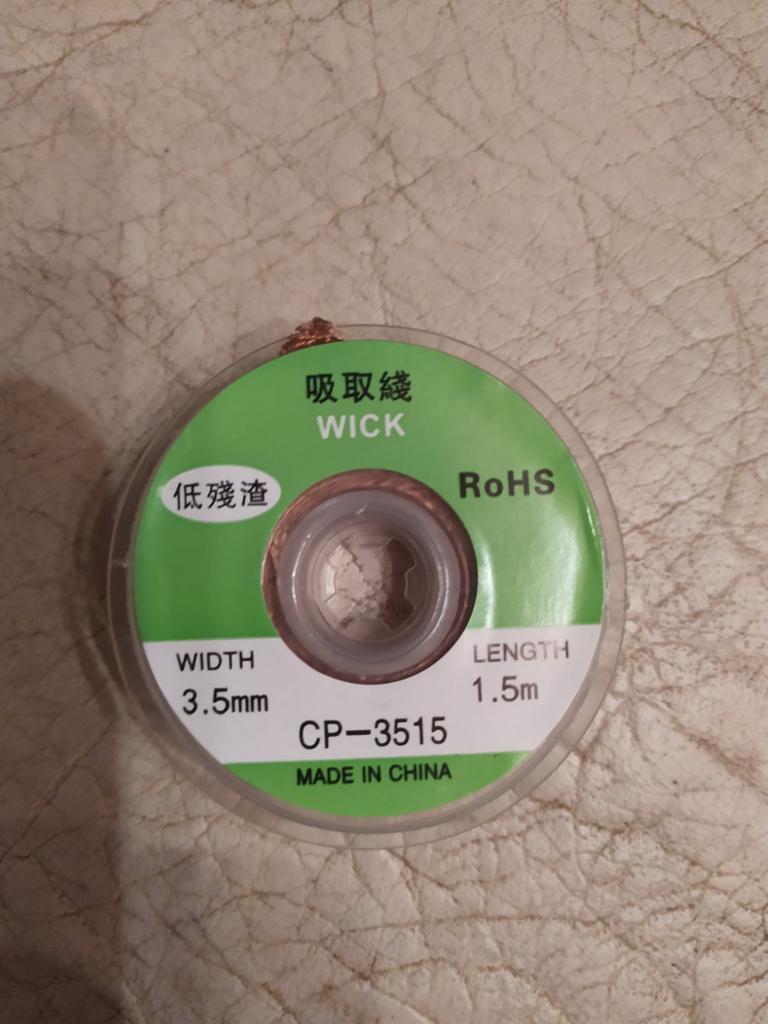 吸取綫
WICK
低殘渣
RoHS
WIDTH
3.5mm
LENGTH
1.5m
CP-3515
MADE IN CHINA